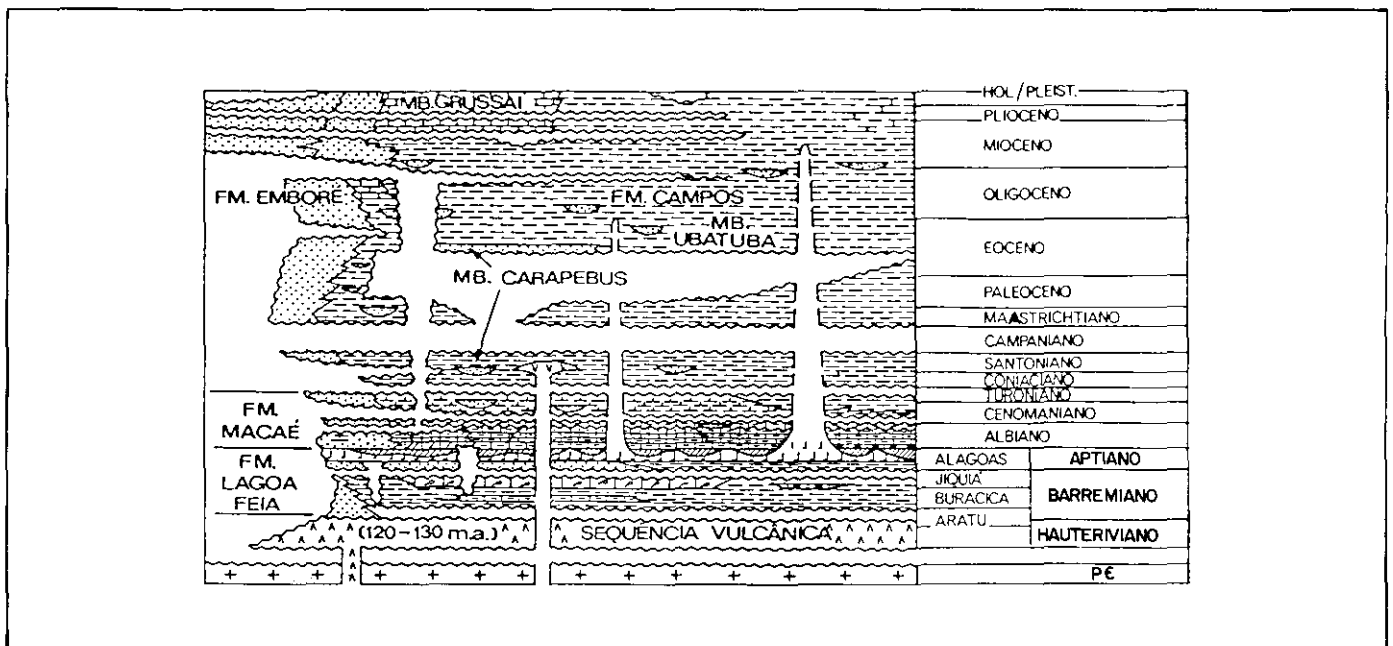 MB. GRUSSAI
FM. EMBORÉ
FM. CAMPOS
MB.
UBATUBA
MB. CARAPEBUS
FM.
MACAÉ
FM.
LAGOA
FEIA
(120-130 m.a.)
SEQUÊNCIA VULCÂNICA
HOL / PLEIST.
PLIOCENO
MIOCENO
OLIGOCENO
EOCENO
PALEOCENO
MAASTRICHTIANO
CAMPANIANO
SANTONIANO
CONIACIANO
TURONIANO
CENOMANIANO
ALBIANO
ALAGOAS
APTIANO
JIQUIÁ
BURACICA
BARREMIANO
ARATU
HAUTERIVIANO
P€